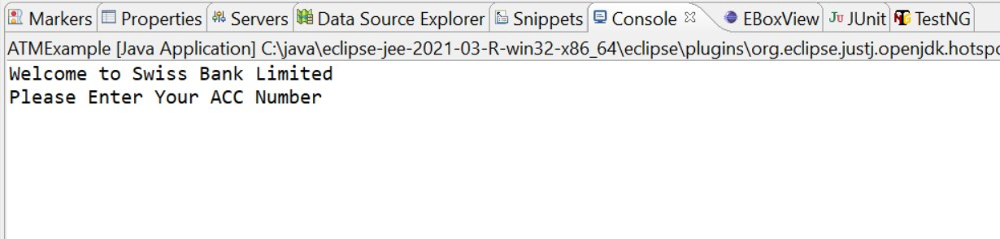 Markers Properties Servers Data Source Explorer Snippets Console EBoxView Ju JUnit TestNG
ATMExample [Java Application] C:\java\eclipse-jee-2021-03-R-win32-x86_64\eclipse\plugins\org.eclipse.justj.openjdk.hotspo
Welcome to Swiss Bank Limited
Please Enter Your ACC Number